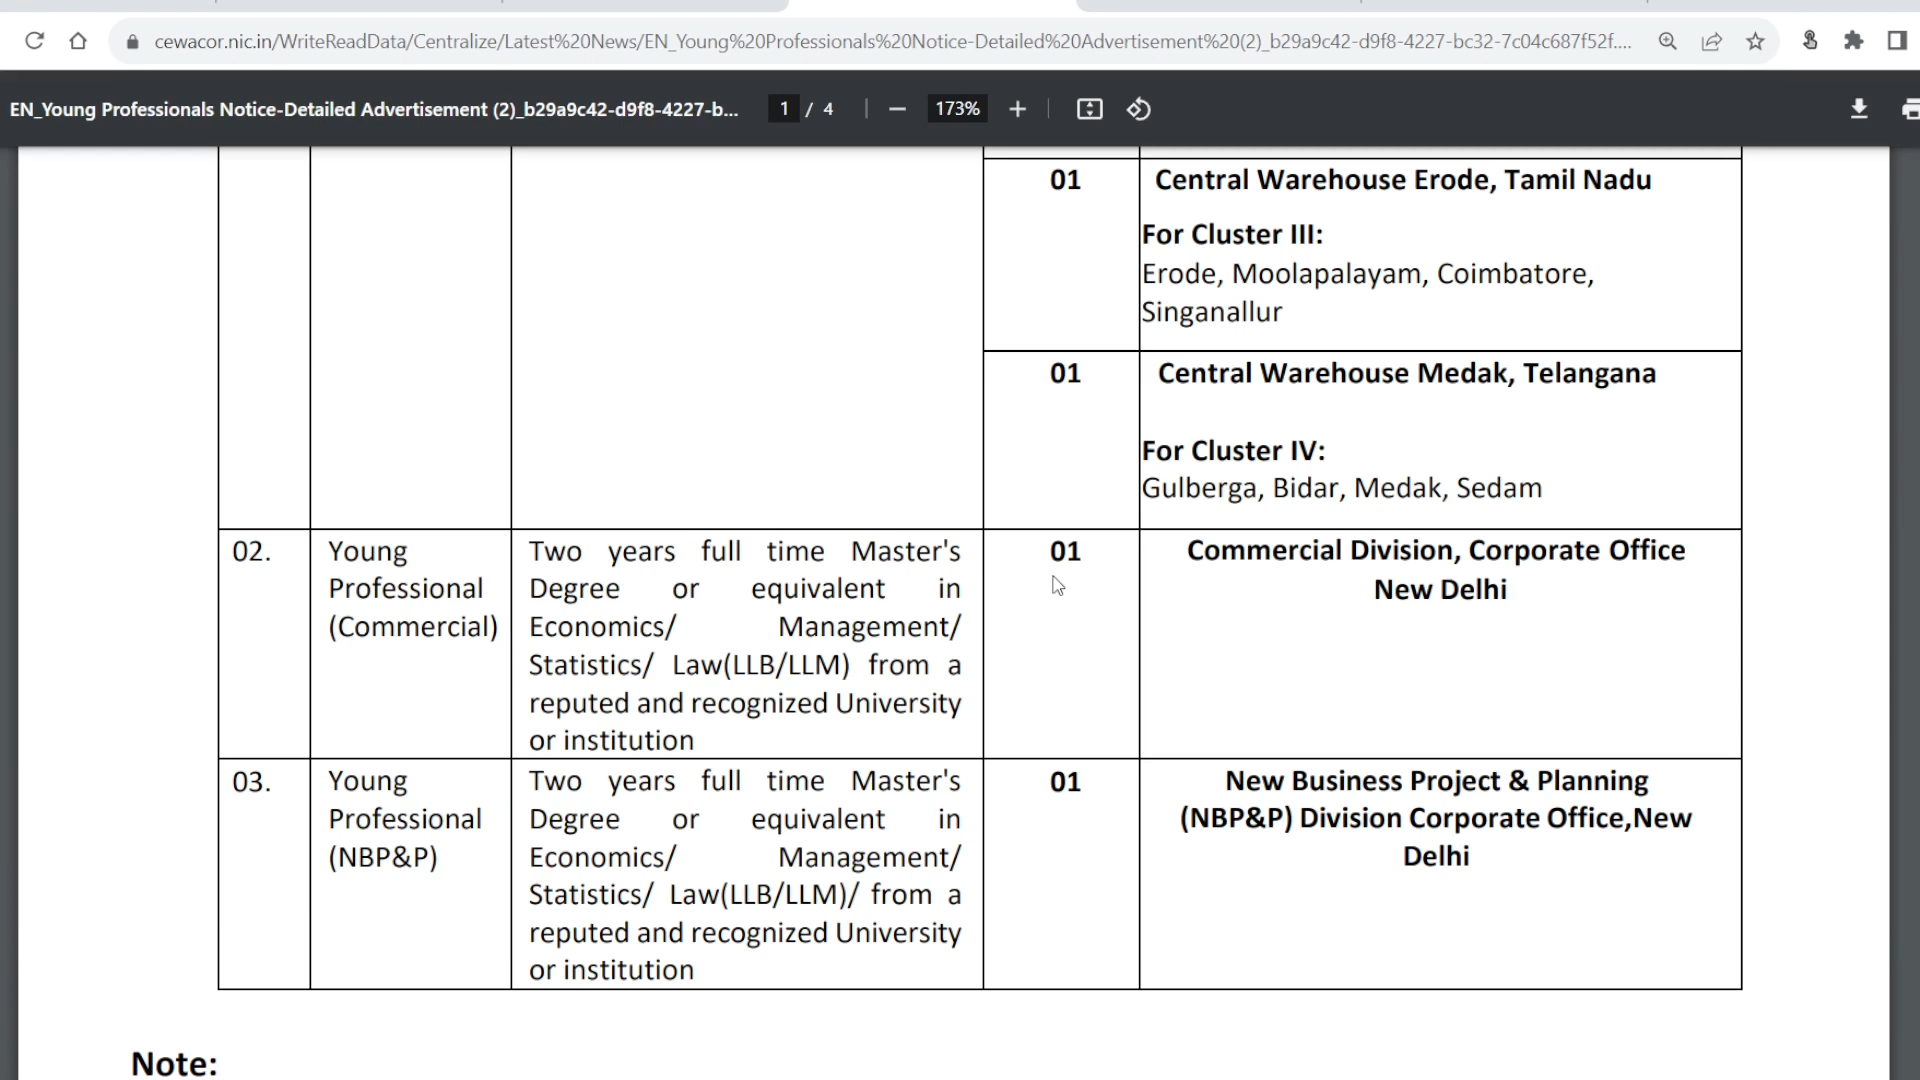 cewacor.nic.in/WriteReadData/Centralize/Latest%20News/EN_Young%20Professionals%20Notice-Detailed%20Advertisement%20(2)_b29a9c42-d9f8-4227-bc32-7c04c687f52f....
EN_Young Professionals Notice-Detailed Advertisement (2)_b29a9c42-d9f8-4227-b... 1 / 4 173%
01 Central Warehouse Erode, Tamil Nadu
For Cluster III:
Erode, Moolapalayam, Coimbatore,
Singanallur
01 Central Warehouse Medak, Telangana
For Cluster IV:
Gulberga, Bidar, Medak, Sedam
02.
Young
Professional
(Commercial)
Two years full time Master's
Degree or equivalent in
Economics/ Management/
Statistics/ Law(LLB/LLM) from a
reputed and recognized University
or institution
01
Commercial Division, Corporate Office
New Delhi
03.
Young
Professional
(NBP&P)
Two years full time Master's
Degree or equivalent in
Economics/ Management/
Statistics/ Law(LLB/LLM)/ from a
reputed and recognized University
or institution
01
New Business Project & Planning
(NBP&P) Division Corporate Office,New
Delhi
Note: